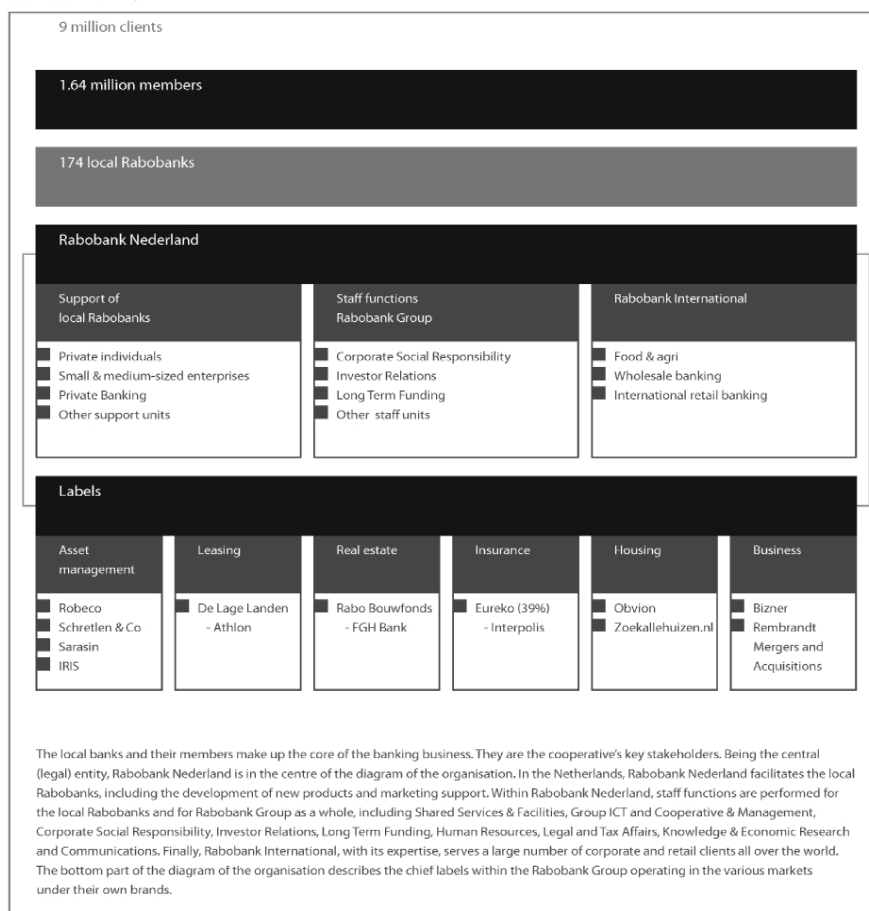 9 million clients
1.64 million members
174 local Rabobanks
Rabobank Nederland
Support of
local Rabobanks
Private individuals
Small & medium-sized enterprises
Private Banking
Other support units
Staff functions
Rabobank Group
Corporate Social Responsibility
Investor Relations
Long Term Funding
Other staff units
Rabobank International
Food & agri
Wholesale banking
International retail banking
Labels
Asset
management
Robeco
Schretlen & Co
Sarasin
IRIS
Leasing
De Lage Landen
- Athlon
Real estate
Rabo Bouwfonds
- FGH Bank
Insurance
Eureko (39%)
- Interpolis
Housing
Obvion
Zoekallehuizen.nl
Business
Bizner
Rembrandt
Mergers and
Acquisitions
The local banks and their members make up the core of the banking business. They are the cooperative's key stakeholders. Being the central
(legal) entity, Rabobank Nederland is in the centre of the diagram of the organisation. In the Netherlands, Rabobank Nederland facilitates the local
Rabobanks, including the development of new products and marketing support. Within Rabobank Nederland, staff functions are performed for
the local Rabobanks and for Rabobank Group as a whole, including Shared Services & Facilities, Group ICT and Cooperative & Management,
Corporate Social Responsibility, Investor Relations, Long Term Funding, Human Resources, Legal and Tax Affairs, Knowledge & Economic Research
and Communications. Finally, Rabobank International, with its expertise, serves a large number of corporate and retail clients all over the world.
The bottom part of the diagram of the organisation describes the chief labels within the Rabobank Group operating in the various markets
under their own brands.